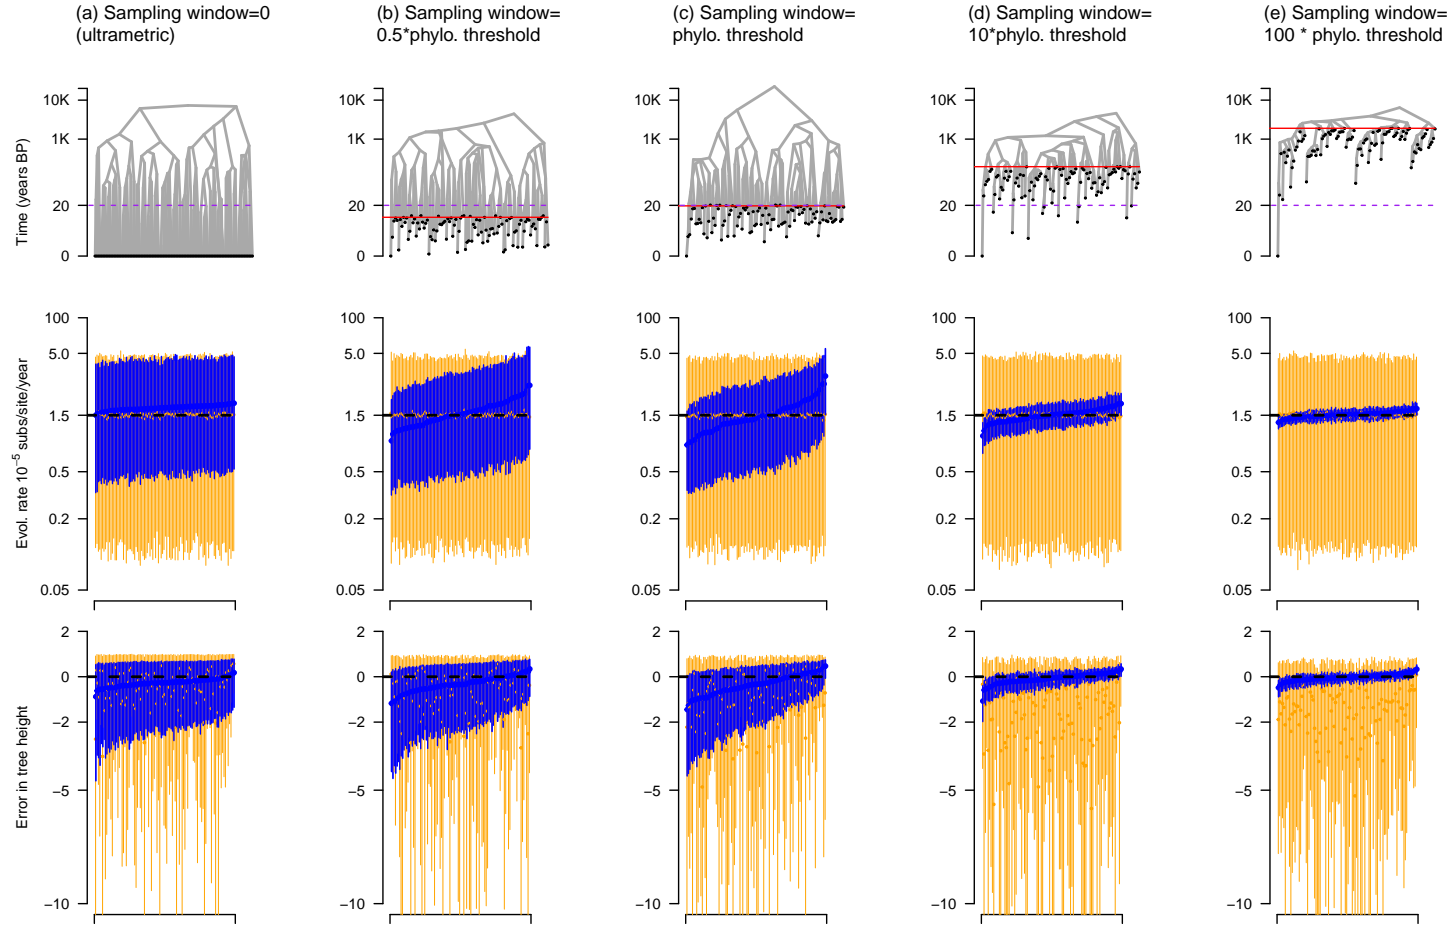 (a) Sampling window=0
(ultrametric)
(b) Sampling window=
0.5*phylo. threshold
(c) Sampling window=
phylo. threshold
(d) Sampling window=
10*phylo. threshold
(e) Sampling window=
100 * phylo. threshold
Time (years BP)
10K
1K
20
0
10K
1K
20
0
10K
1K
20
0
10K
1K
20
0
10K
1K
20
0
Evol. rate 10⁻⁵ subs/site/year
100
5.0
1.5
0.5
0.2
0.05
100
5.0
1.5
0.5
0.2
0.05
100
5.0
1.5
0.5
0.2
0.05
100
5.0
1.5
0.5
0.2
0.05
100
5.0
1.5
0.5
0.2
0.05
Error in tree height
2
0
−2
−5
−10
2
0
−2
−5
−10
2
0
−2
−5
−10
2
0
−2
−5
−10
2
0
−2
−5
−10